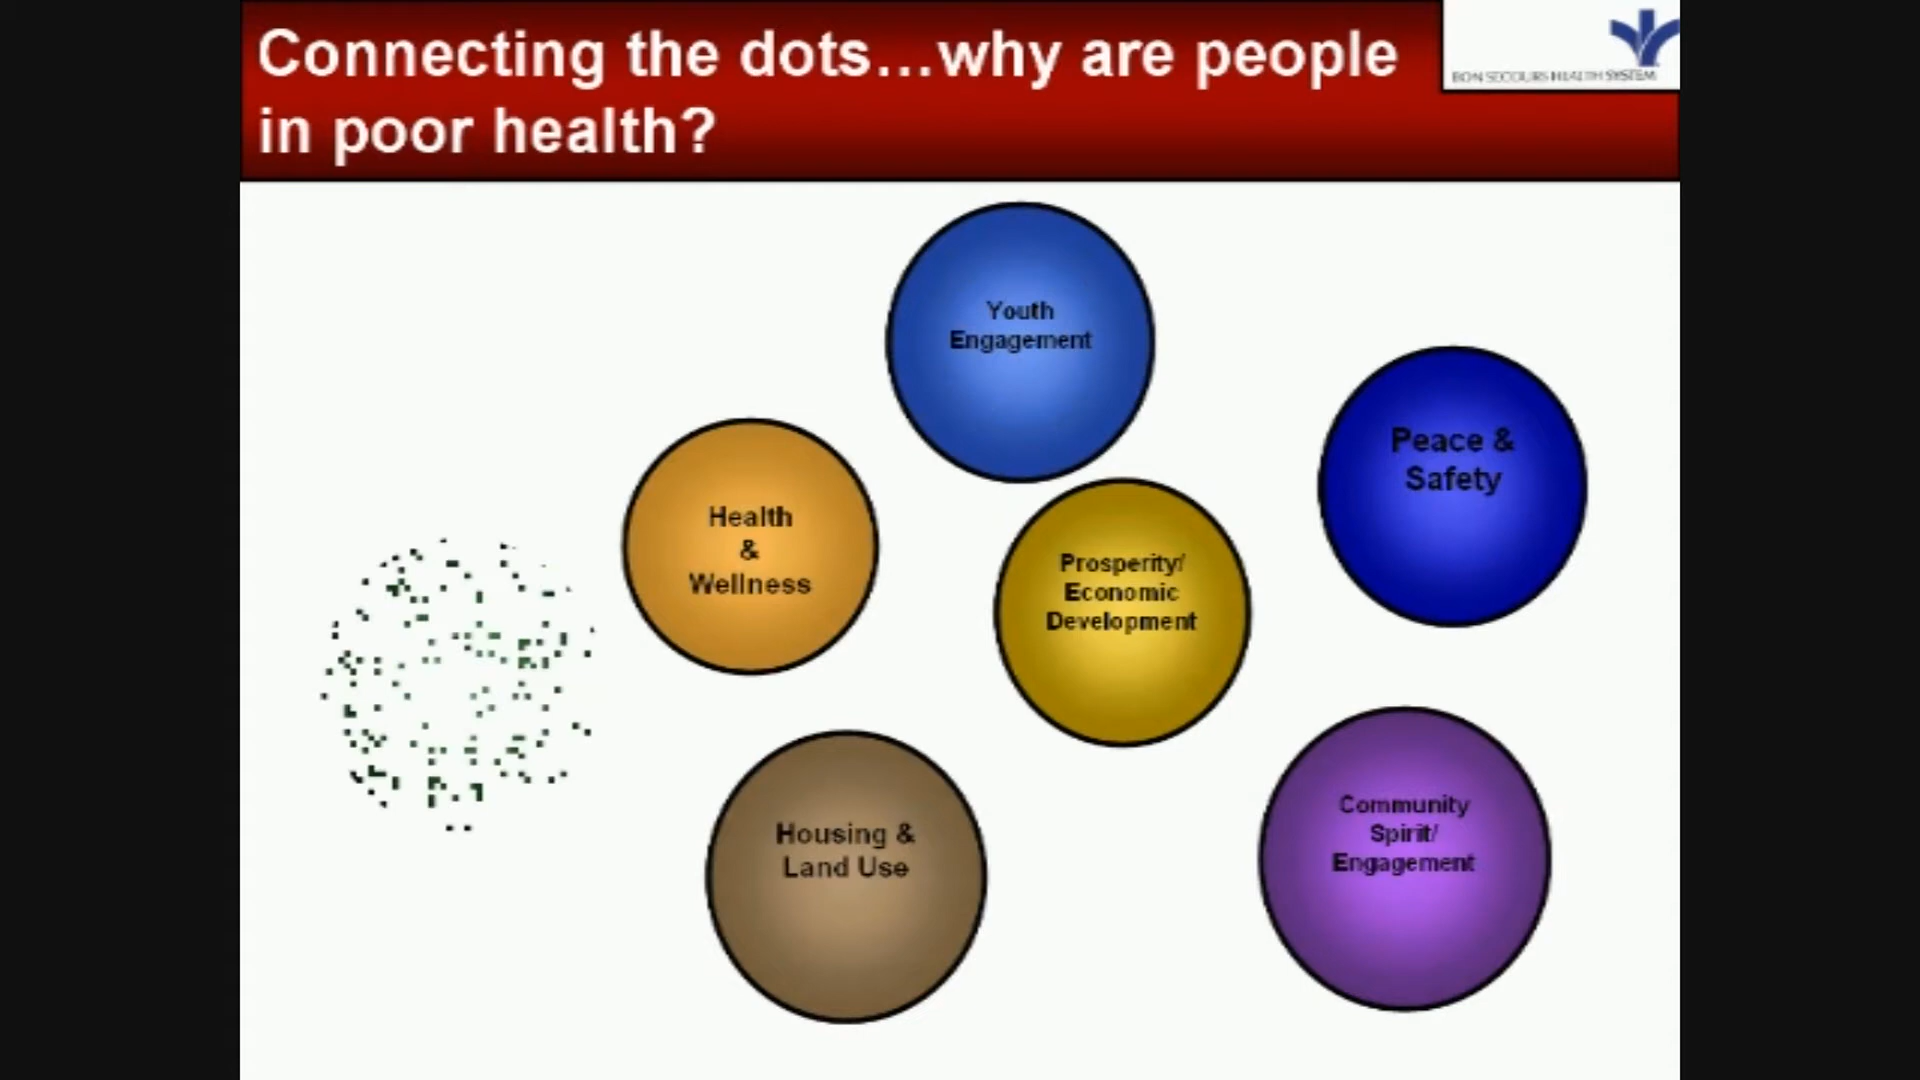 Connecting the dots...why are people
in poor health?
BON SECOURS HEALTH SYSTEM
Youth
Engagement
Peace &
Safety
Health
&
Wellness
Prosperity/
Economic
Development
Housing &
Land Use
Community
Spirit/
Engagement